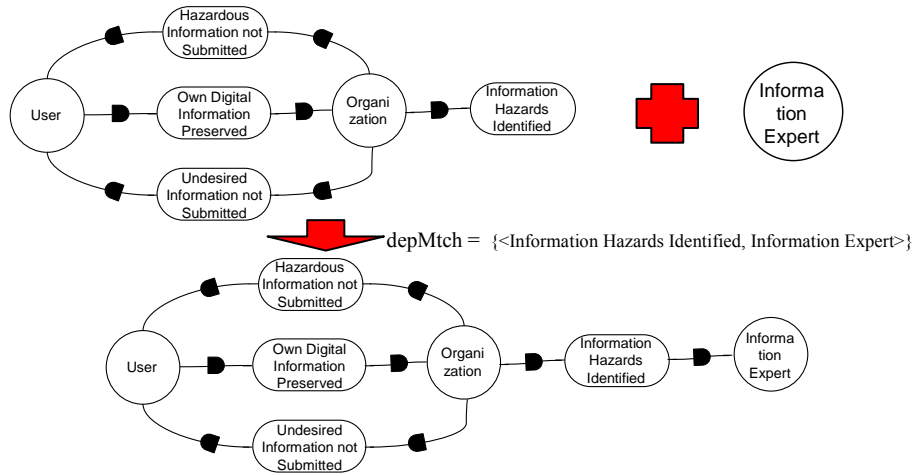 Hazardous
Information not
Submitted
User
Own Digital
Information
Preserved
Organi
zation
Information
Hazards
Identified
Informa
tion
Expert
Undesired
Information not
Submitted
depMtch = {<Information Hazards Identified, Information Expert>}
Hazardous
Information not
Submitted
User
Own Digital
Information
Preserved
Organi
zation
Information
Hazards
Identified
Informa
tion
Expert
Undesired
Information not
Submitted